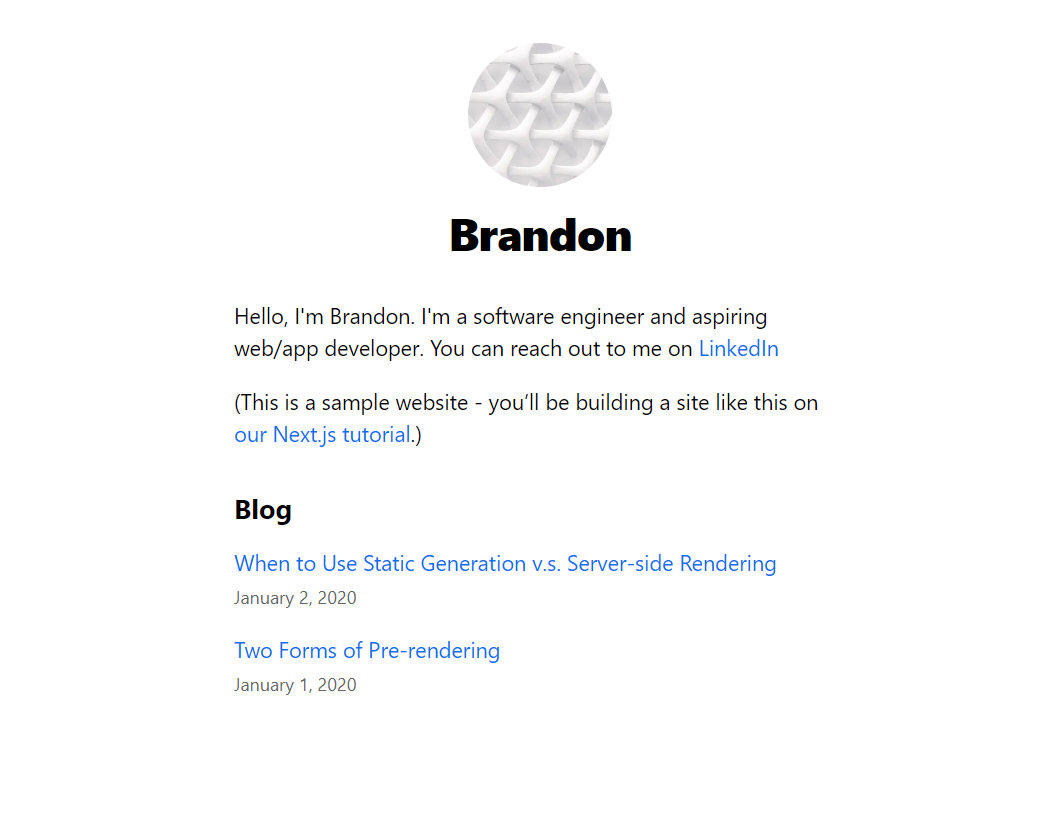 Brandon
Hello, I'm Brandon. I'm a software engineer and aspiring
web/app developer. You can reach out to me on LinkedIn
(This is a sample website - you’ll be building a site like this on
our Next.js tutorial.)
Blog
When to Use Static Generation v.s. Server-side Rendering
January 2, 2020
Two Forms of Pre-rendering
January 1, 2020